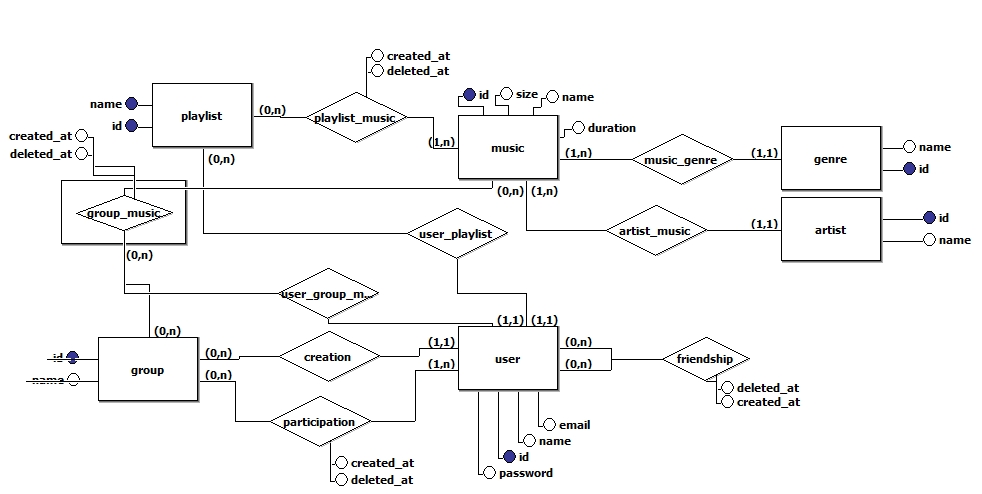 created_at
deleted_at
name
id
playlist
(0,n)
playlist_music
(1,n)
id
size
name
duration
music
(1,n)
music_genre
(1,1)
genre
name
id
created_at
deleted_at
group_music
(0,n)
(0,n)
(0,n)
(1,n)
user_playlist
artist_music
(1,1)
artist
id
name
user_group_m...
(0,n)
(1,1)
(1,1)
id
name
group
(0,n)
(0,n)
creation
(1,1)
(1,n)
participation
created_at
deleted_at
user
(0,n)
(0,n)
friendship
deleted_at
created_at
email
name
id
password